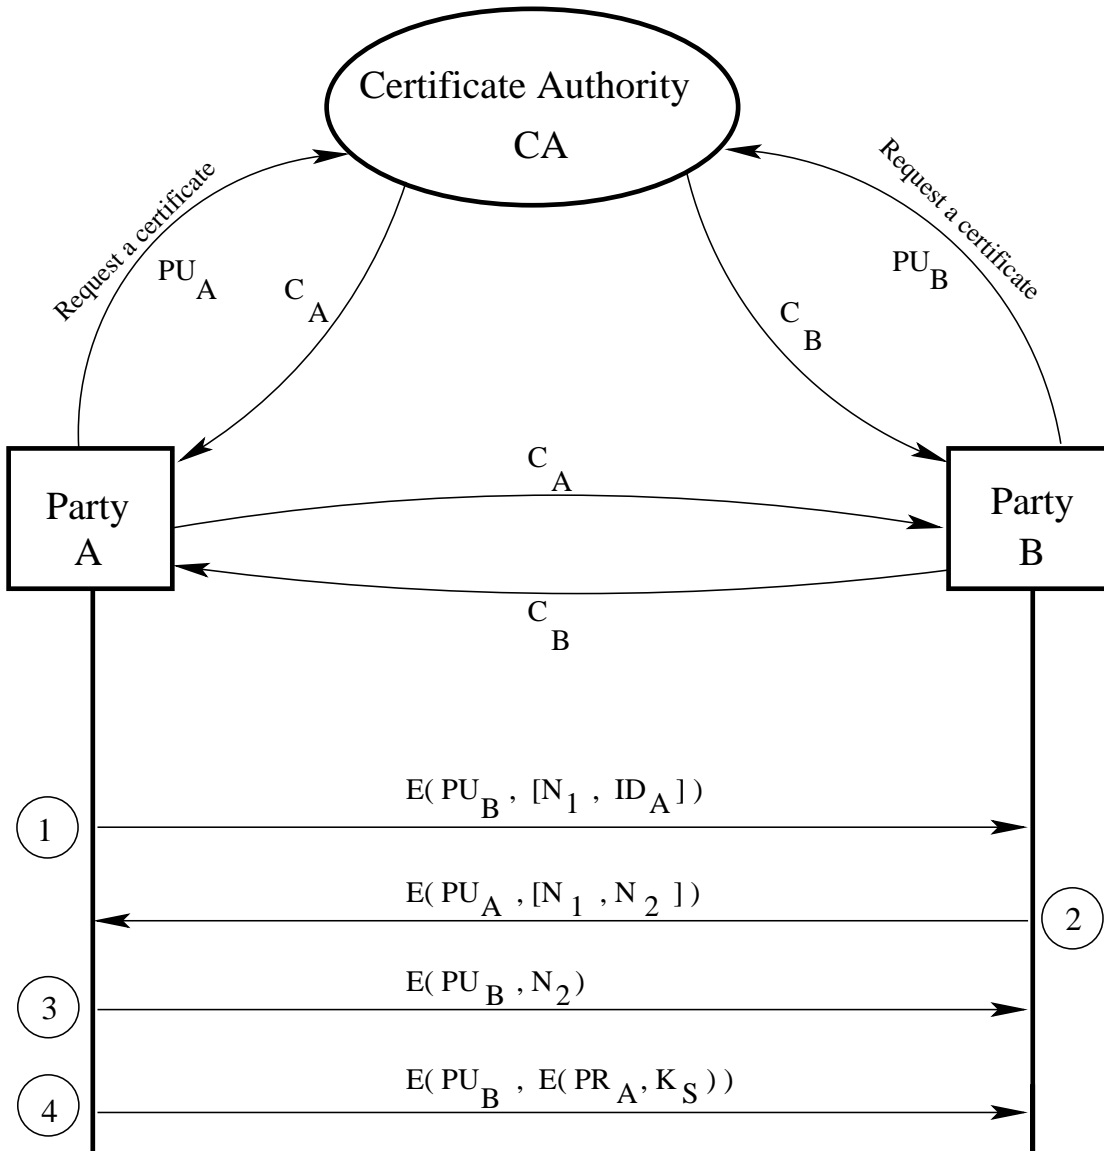 Certificate Authority
CA
Request a certificate
Request a certificate
PU_A
PU_B
C_A
C_B
C_A
Party
A
Party
B
C_B
E( PU_B , [N_1 , ID_A ] )
1
E( PU_A , [N_1 , N_2 ] )
2
E( PU_B , N_2 )
3
E( PU_B , E( PR_A , K_S ) )
4